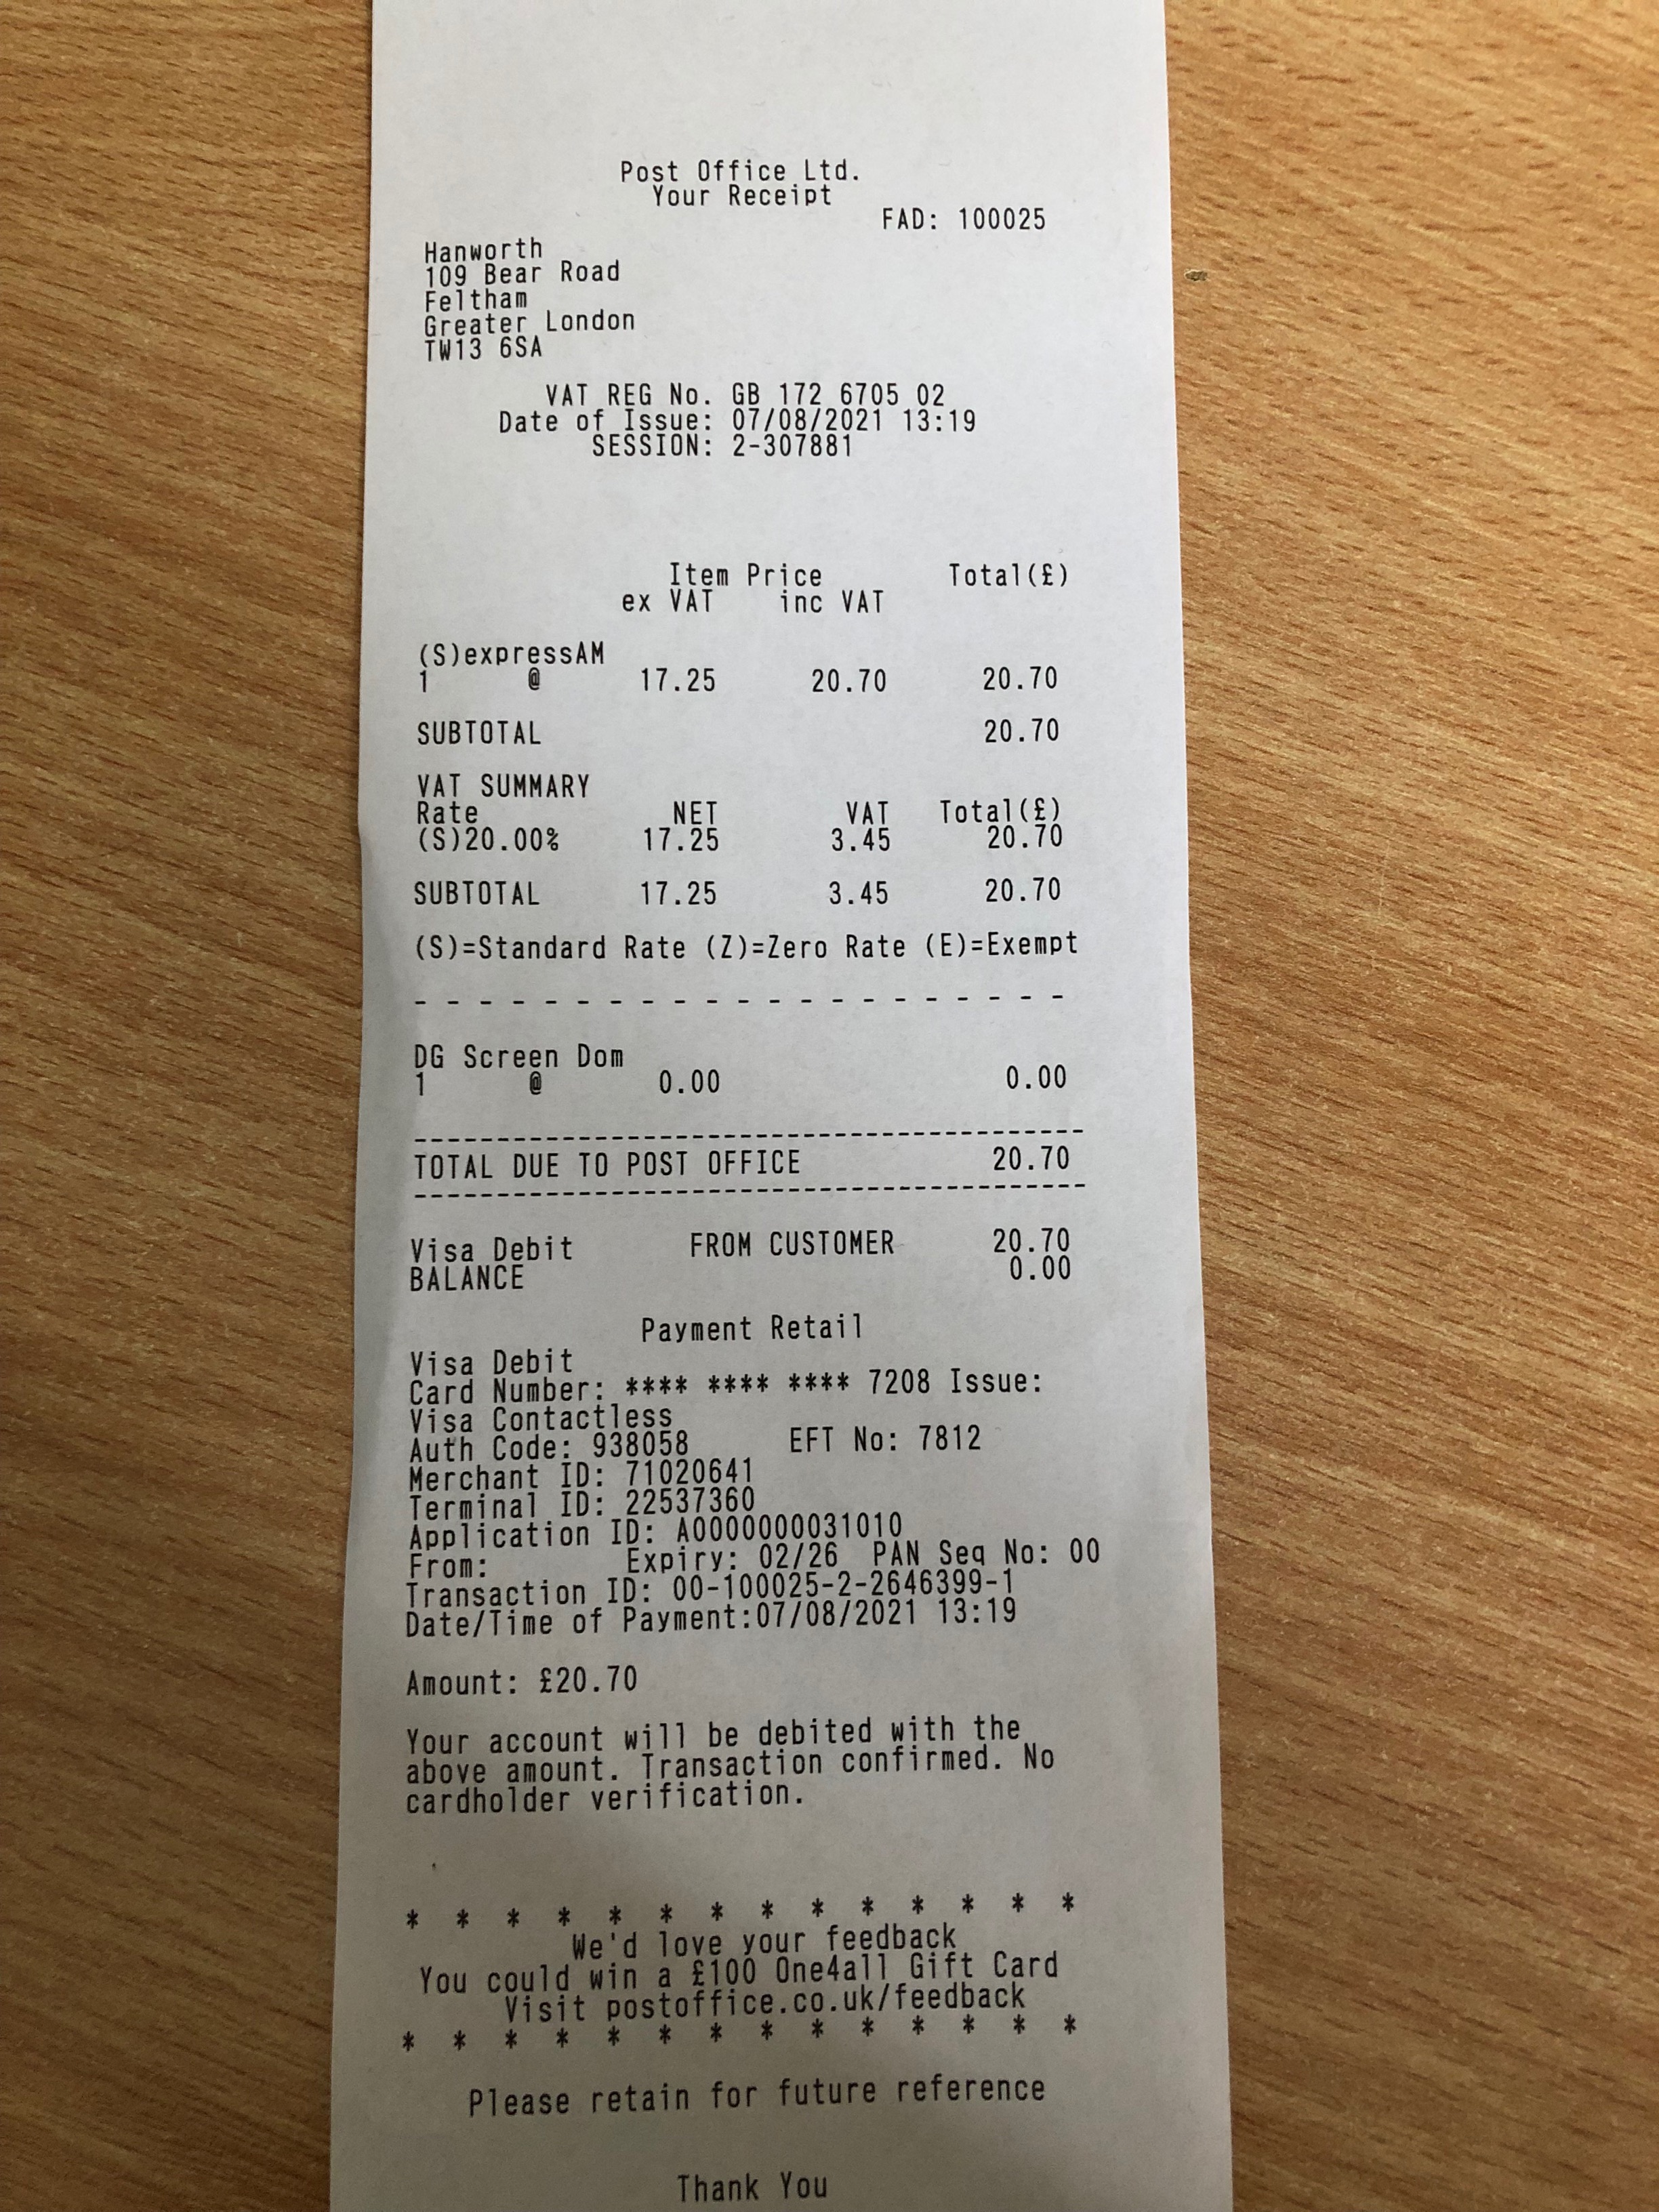 Post Office Ltd.
Your Receipt
FAD: 100025
Hanworth
109 Bear Road
Feltham
Greater London
TW13 6SA
VAT REG No. GB 172 6705 02
Date of Issue: 07/08/2021 13:19
SESSION: 2-307881
Item Price Total(£)
ex VAT inc VAT
(S)expressAM
1 @ 17.25 20.70 20.70
SUBTOTAL 20.70
VAT SUMMARY
Rate NET VAT Total(£)
(S)20.00% 17.25 3.45 20.70
SUBTOTAL 17.25 3.45 20.70
(S)=Standard Rate (Z)=Zero Rate (E)=Exempt
- - - - - - - - - - - - - - - - - - - - -
DG Screen Dom
1 @ 0.00 0.00
-----------------------------------------
TOTAL DUE TO POST OFFICE 20.70
-----------------------------------------
Visa Debit FROM CUSTOMER 20.70
BALANCE 0.00
Payment Retail
Visa Debit
Card Number: **** **** **** 7208 Issue:
Visa Contactless
Auth Code: 938058 EFT No: 7812
Merchant ID: 71020641
Terminal ID: 22537360
Application ID: A0000000031010
From: Expiry: 02/26 PAN Seq No: 00
Transaction ID: 00-100025-2-2646399-1
Date/Time of Payment:07/08/2021 13:19
Amount: £20.70
Your account will be debited with the
above amount. Transaction confirmed. No
cardholder verification.
* * * * * * * * * * * * * *
We'd love your feedback
You could win a £100 One4all Gift Card
Visit postoffice.co.uk/feedback
* * * * * * * * * * * * * *
Please retain for future reference
Thank You